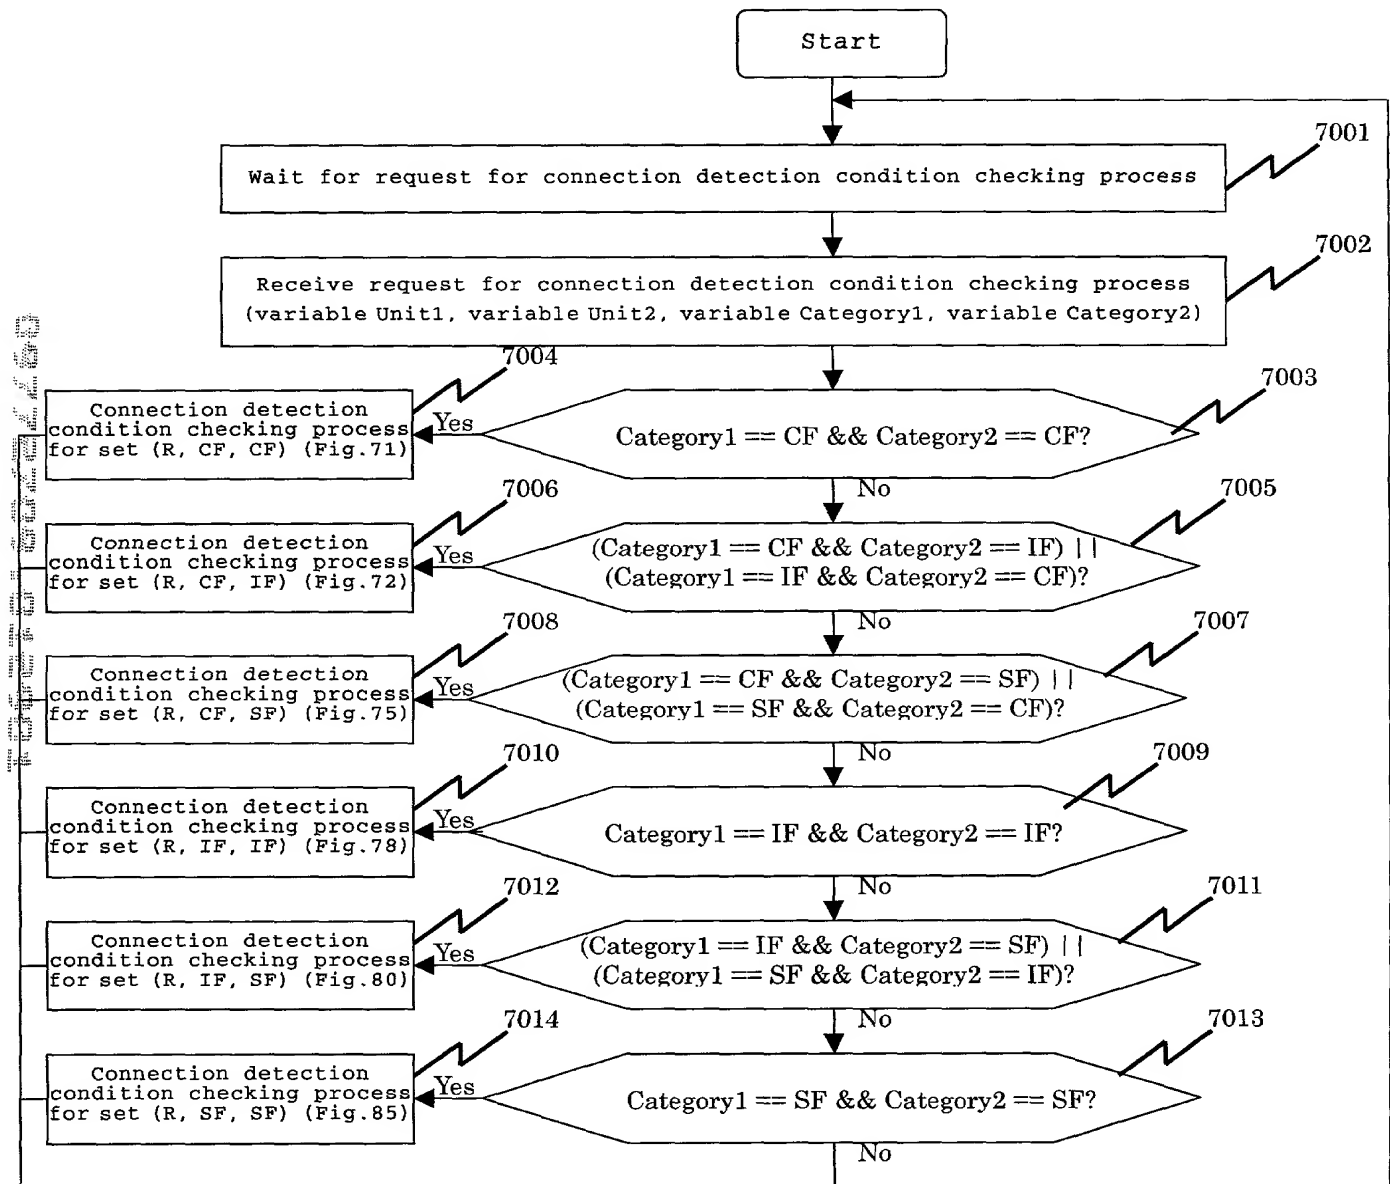 Start
7001
Wait for request for connection detection condition checking process
7002
Receive request for connection detection condition checking process
(variable Unit1, variable Unit2, variable Category1, variable Category2)
7004
7003
Connection detection
condition checking process
for set (R, CF, CF) (Fig.71)
Yes
Category1 == CF && Category2 == CF?
No
7006
7005
Connection detection
condition checking process
for set (R, CF, IF) (Fig.72)
Yes
(Category1 == CF && Category2 == IF) ||
(Category1 == IF && Category2 == CF)?
No
7008
7007
Connection detection
condition checking process
for set (R, CF, SF) (Fig.75)
Yes
(Category1 == CF && Category2 == SF) ||
(Category1 == SF && Category2 == CF)?
No
7010
7009
Connection detection
condition checking process
for set (R, IF, IF) (Fig.78)
Yes
Category1 == IF && Category2 == IF?
No
7012
7011
Connection detection
condition checking process
for set (R, IF, SF) (Fig.80)
Yes
(Category1 == IF && Category2 == SF) ||
(Category1 == SF && Category2 == IF)?
No
7014
7013
Connection detection
condition checking process
for set (R, SF, SF) (Fig.85)
Yes
Category1 == SF && Category2 == SF?
No